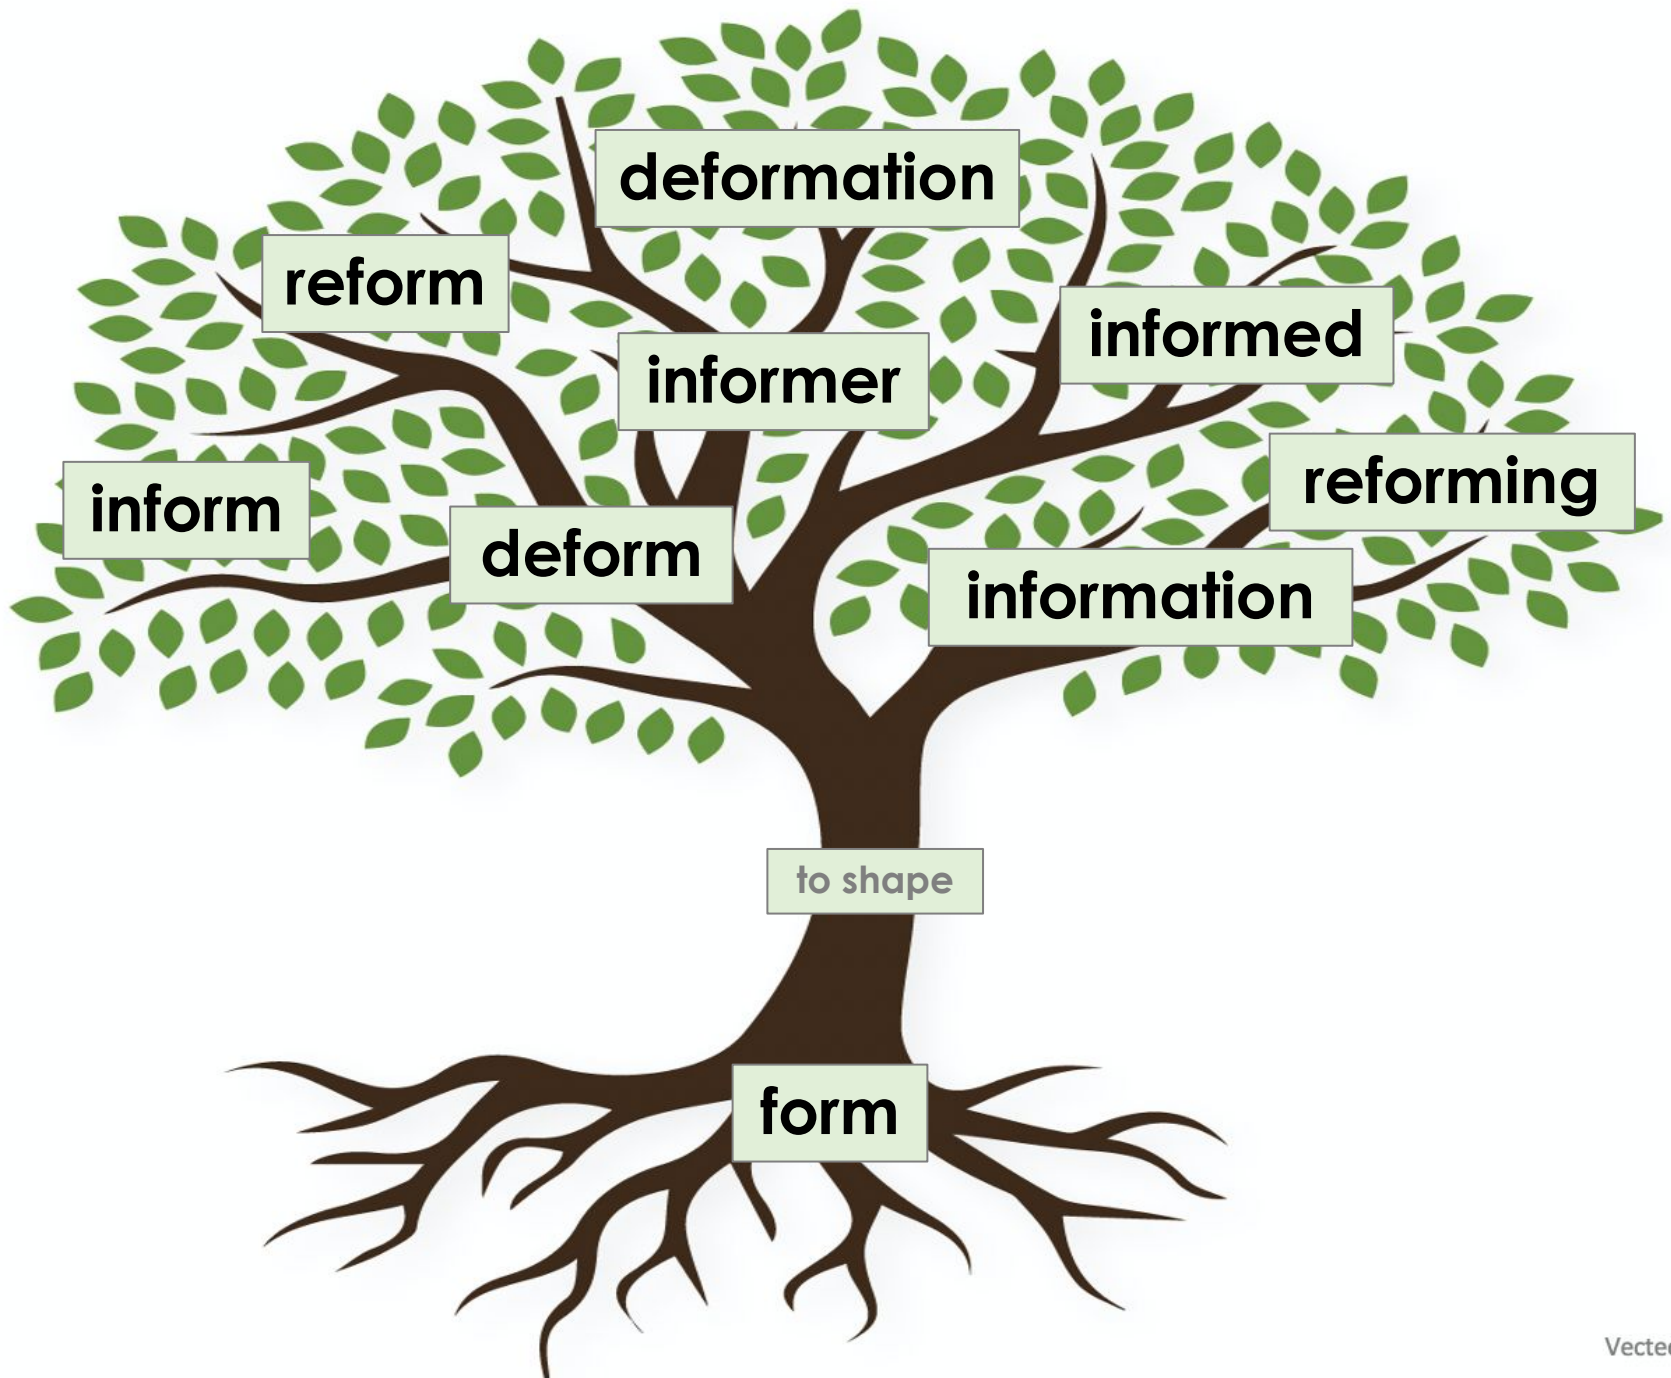 deformation
reform
informed
informer
reforming
inform
deform
information
to shape
form